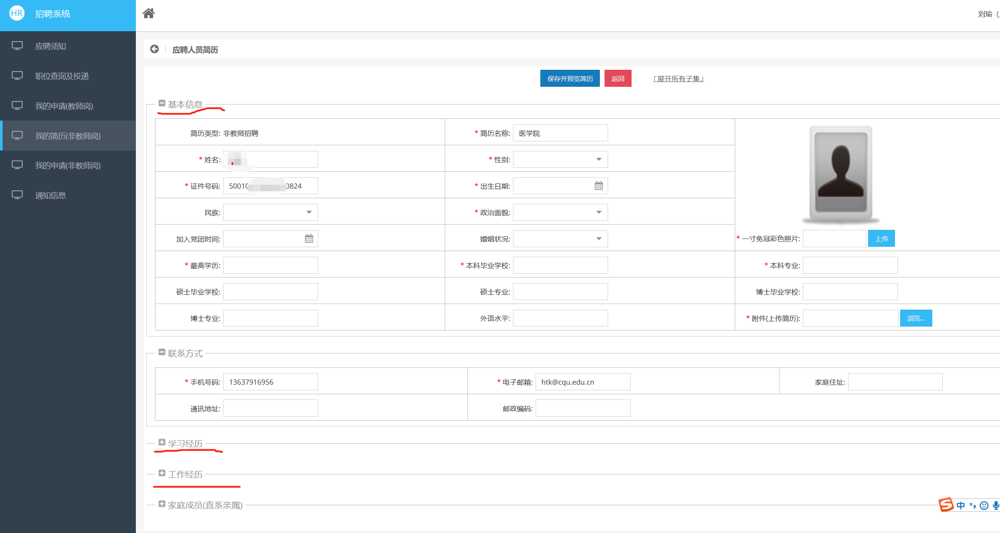 HR 招聘系统
刘瑜（
应聘须知
职位查询及投递
我的申请(教师岗)
我的简历(非教师岗)
我的申请(非教师岗)
通知信息
应聘人员简历
保存并预览简历 返回 「展开所有子集」
基本信息
简历类型: 非教师招聘 * 简历名称: 医学院
* 姓名: * 性别:
* 证件号码: 5001 0824 * 出生日期:
民族: * 政治面貌:
加入党团时间: 婚姻状况: * 一寸免冠彩色照片: 上传
* 最高学历: * 本科毕业学校: * 本科专业:
硕士毕业学校: 硕士专业: 博士毕业学校:
博士专业: 外语水平: * 附件(上传简历): 浏览...
联系方式
* 手机号码: 13637916956 * 电子邮箱: htk@cqu.edu.cn 家庭住址:
通讯地址: 邮政编码:
学习经历
工作经历
家庭成员(直系亲属)
S 中 °,